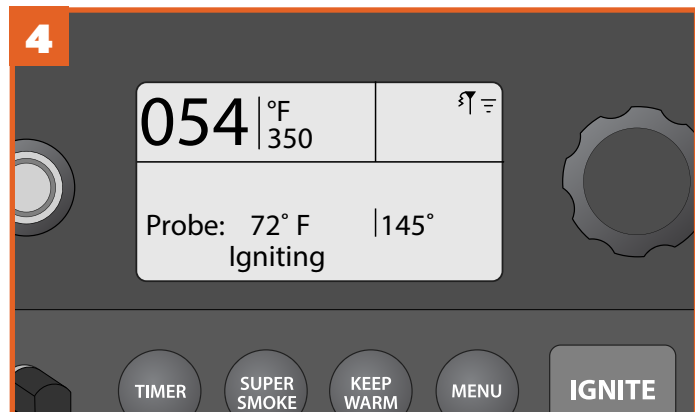 4
054 °F
350
Probe: 72° F 145°
Igniting
TIMER
SUPER
SMOKE
KEEP
WARM
MENU
IGNITE